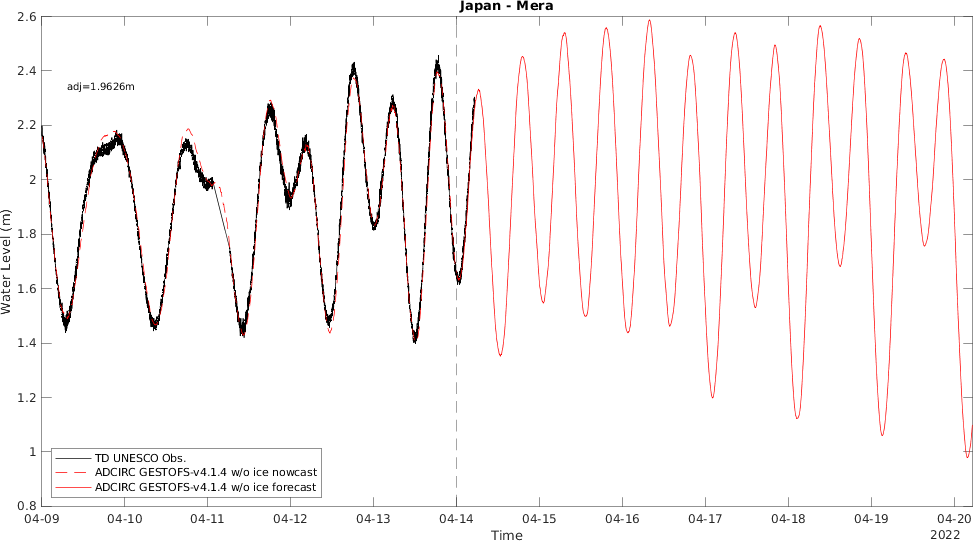 Japan - Mera
2.6
2.4
2.2
2
1.8
1.6
1.4
1.2
1
0.8
Water Level (m)
adj=1.9626m
TD UNESCO Obs.
ADCIRC GESTOFS-v4.1.4 w/o ice nowcast
ADCIRC GESTOFS-v4.1.4 w/o ice forecast
04-09 04-10 04-11 04-12 04-13 04-14 04-15 04-16 04-17 04-18 04-19 04-20
Time
2022